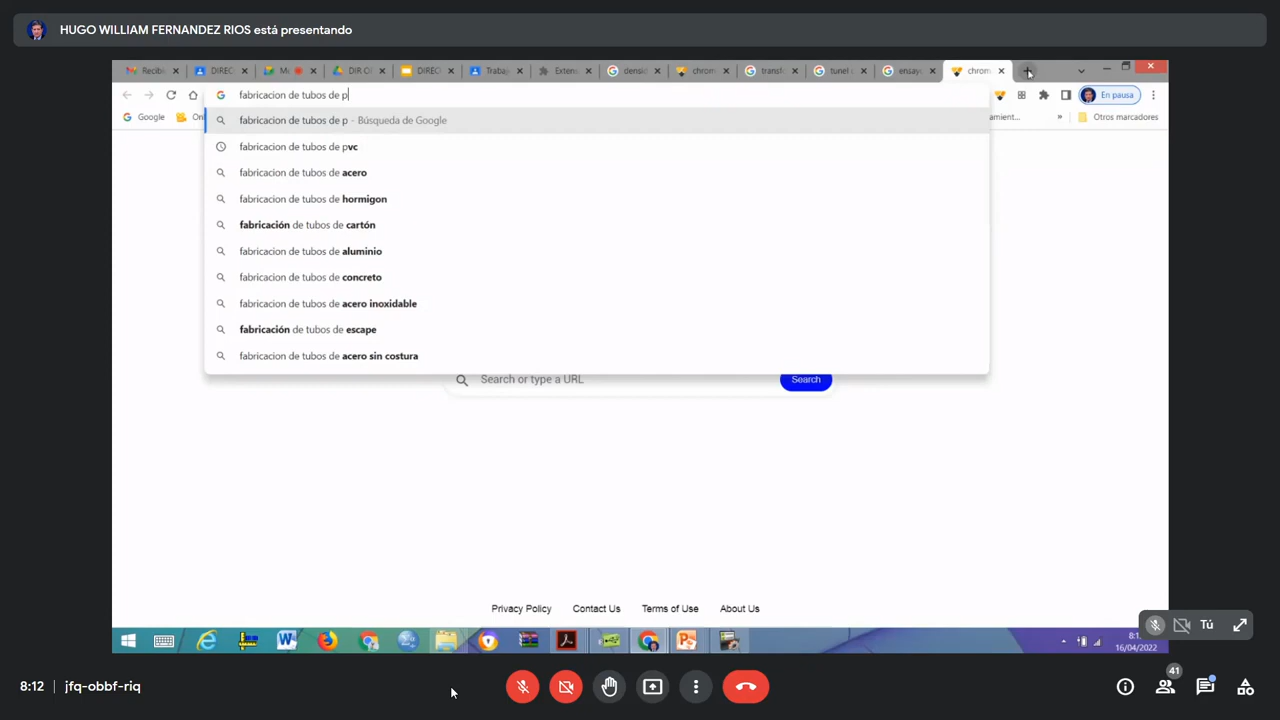 HUGO WILLIAM FERNANDEZ RIOS está presentando
Recibi DIREC M DIR O DIREC Trabaj Exten densid chrom transf tunel ensay chrom
fabricacion de tubos de p
En pausa
fabricacion de tubos de p - Búsqueda de Google
Google
On
amient...
»
Otros marcadores
fabricacion de tubos de pvc
fabricacion de tubos de acero
fabricacion de tubos de hormigon
fabricación de tubos de cartón
fabricacion de tubos de aluminio
fabricacion de tubos de concreto
fabricacion de tubos de acero inoxidable
fabricación de tubos de escape
fabricacion de tubos de acero sin costura
Search or type a URL
Search
Privacy Policy Contact Us Terms of Use About Us
Tú
16/04/2022
8:12 | jfq-obbf-riq
41